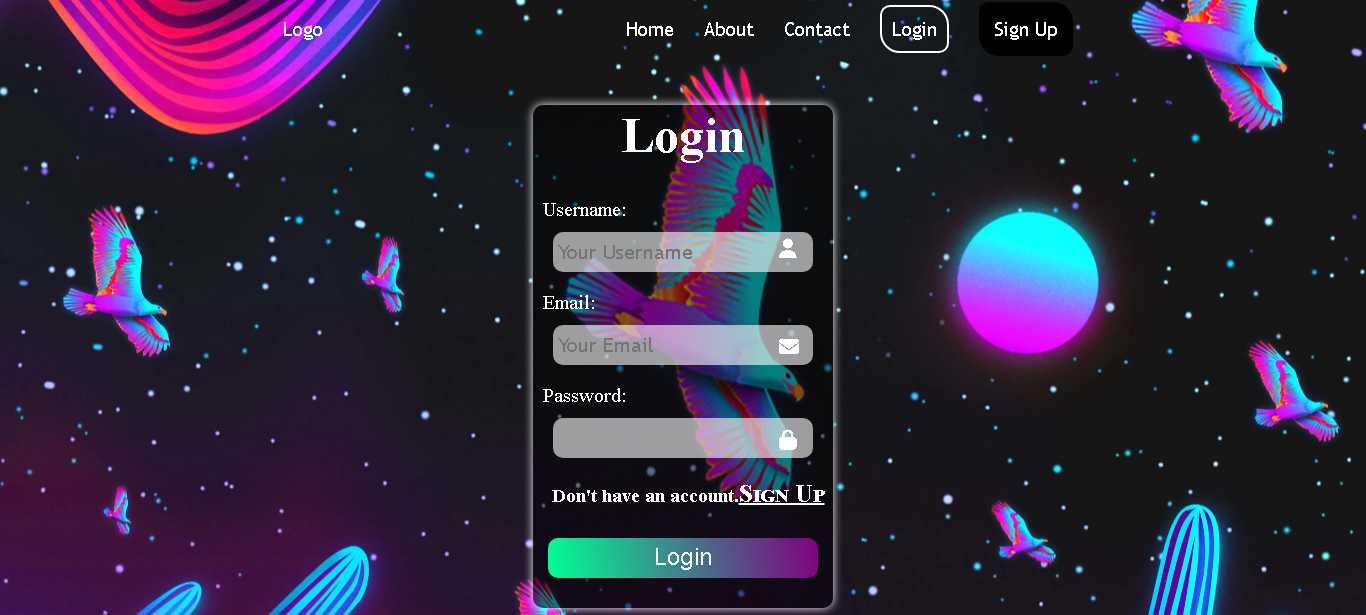 Logo Home About Contact Login Sign Up
Login
Username:
Your Username
Email:
Your Email
Password:
Don't have an account.Sign Up
Login